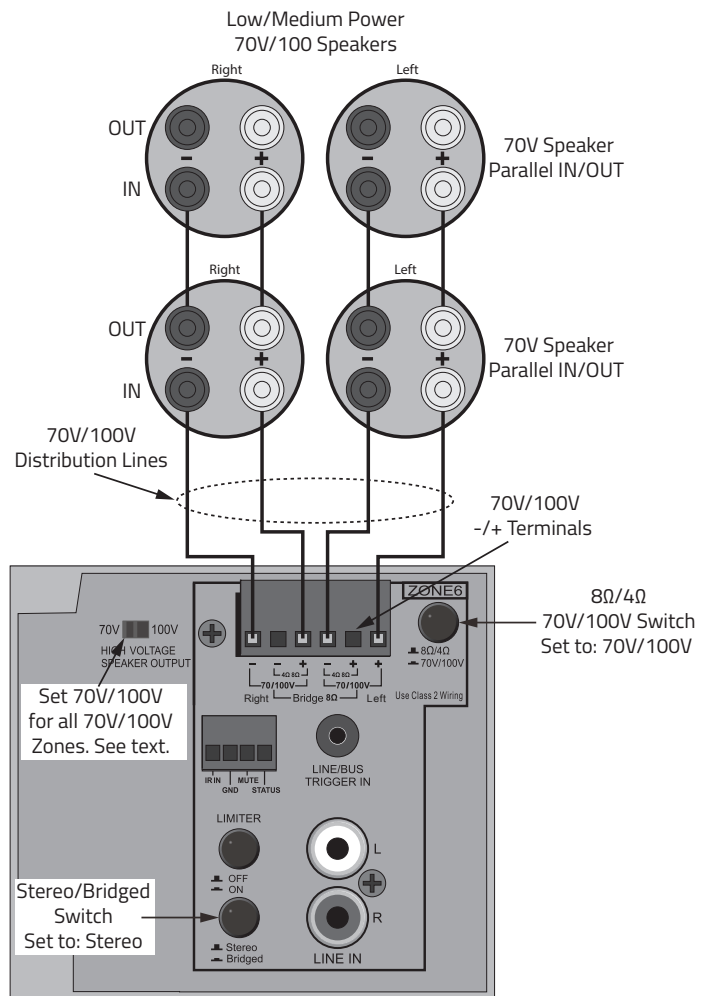 Low/Medium Power
70V/100 Speakers
Right
Left
OUT
- +
- +
IN
70V Speaker
Parallel IN/OUT
Right
Left
OUT
- +
- +
IN
70V Speaker
Parallel IN/OUT
70V/100V
Distribution Lines
70V/100V
-/+ Terminals
8Ω/4Ω
70V/100V Switch
Set to: 70V/100V
ZONE6
8Ω/4Ω
70V/100V
Use Class 2 Wiring
70V 100V
HIGH VOLTAGE
SPEAKER OUTPUT
Set 70V/100V
for all 70V/100V
Zones. See text.
- - + - + +
4Ω 8Ω 4Ω 8Ω
70/100V 70/100V
Right Bridge 8Ω Left
IR IN MUTE
GND STATUS
LINE/BUS
TRIGGER IN
LIMITER
OFF
ON
L
Stereo/Bridged
Switch
Set to: Stereo
Stereo
Bridged
R
LINE IN